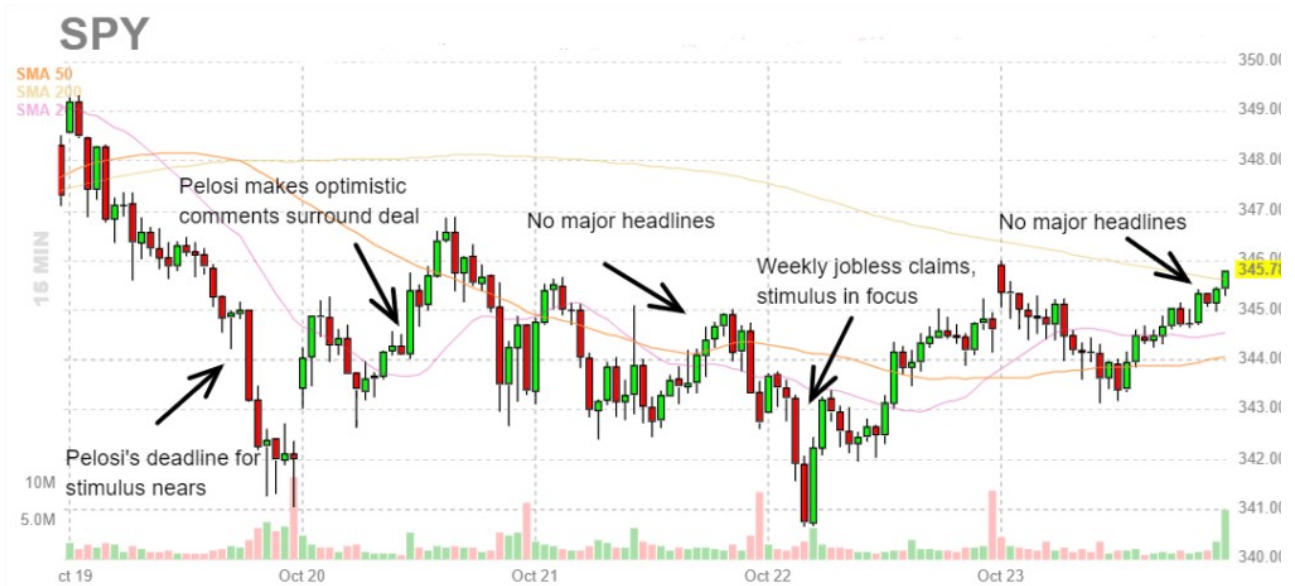 SPY
350.00
SMA 50
SMA 200
SMA 2
349.00
348.00
Pelosi makes optimistic
comments surround deal
347.00
No major headlines
No major headlines
346.00
345.78
Weekly jobless claims,
stimulus in focus
15 MIN
345.00
344.00
343.00
Pelosi's deadline for
stimulus nears
342.00
10M
5.0M
341.00
340.00
ct 19
Oct 20
Oct 21
Oct 22
Oct 23